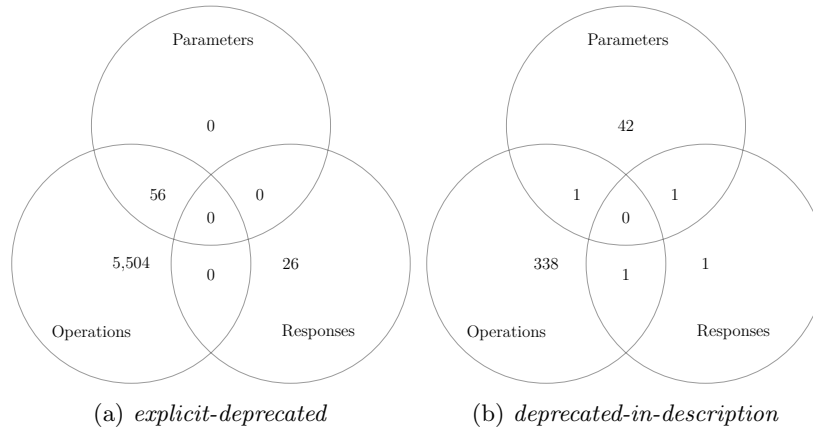 Parameters
0
56
0
0
5,504
0
26
Operations
Responses
(a) explicit-deprecated
Parameters
42
1
1
0
338
1
1
Operations
Responses
(b) deprecated-in-description